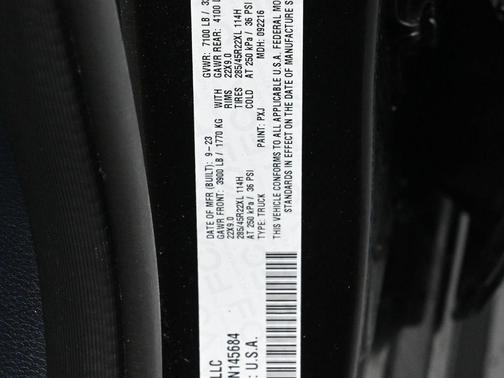 LLC
DATE OF MFR (BUILT): 9-23
GVWR: 7100 LB /
GAWR FRONT: 3900 LB / 1770 KG WITH
GAWR REAR: 4100 L
22X9.0 RIMS
22X9.0
285/45R22XL 114H TIRES
285/45R22XL 114H
AT 250 kPa / 36 PSI COLD
AT 250 kPa / 36 PSI
TYPE: TRUCK PAINT: PXJ MDH: 092216
THIS VEHICLE CONFORMS TO ALL APPLICABLE U.S.A. FEDERAL MO
STANDARDS IN EFFECT ON THE DATE OF MANUFACTURE S
N145684
: U.S.A.